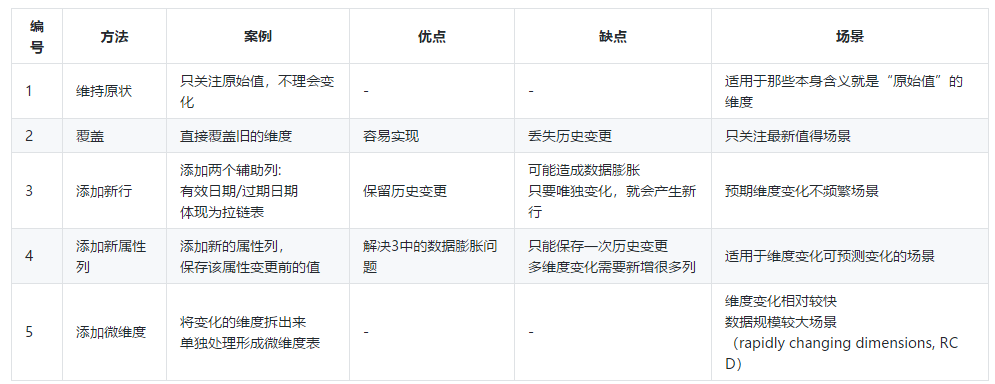 编号 方法 案例 优点 缺点 场景
1 维持原状 只关注原始值，不理会变化 - - 适用于那些本身含义就是“原始值”的维度
2 覆盖 直接覆盖旧的维度 容易实现 丢失历史变更 只关注最新值得场景
3 添加新行 添加两个辅助列:
有效日期/过期日期
体现为拉链表 保留历史变更 可能造成数据膨胀
只要唯独变化，就会产生新行 预期维度变化不频繁场景
4 添加新属性列 添加新的属性列，
保存该属性变更前的值 解决3中的数据膨胀问题 只能保存一次历史变更
多维度变化需要新增很多列 适用于维度变化可预测变化的场景
5 添加微维度 将变化的维度拆出来
单独处理形成微维度表 - - 维度变化相对较快
数据规模较大场景
（rapidly changing dimensions, RCD）